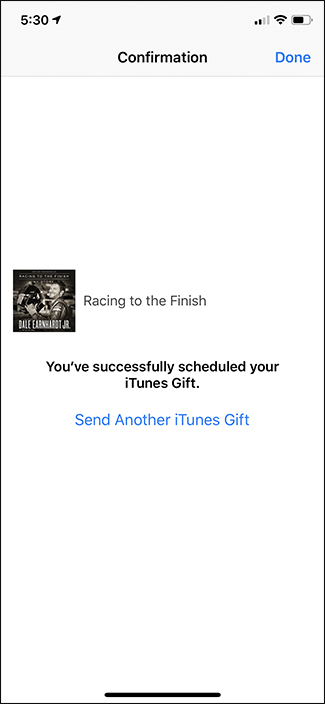 5:30
Confirmation
Done
RACING TO THE FINISH
DALE EARNHARDT JR.
Racing to the Finish
You’ve successfully scheduled your
iTunes Gift.
Send Another iTunes Gift